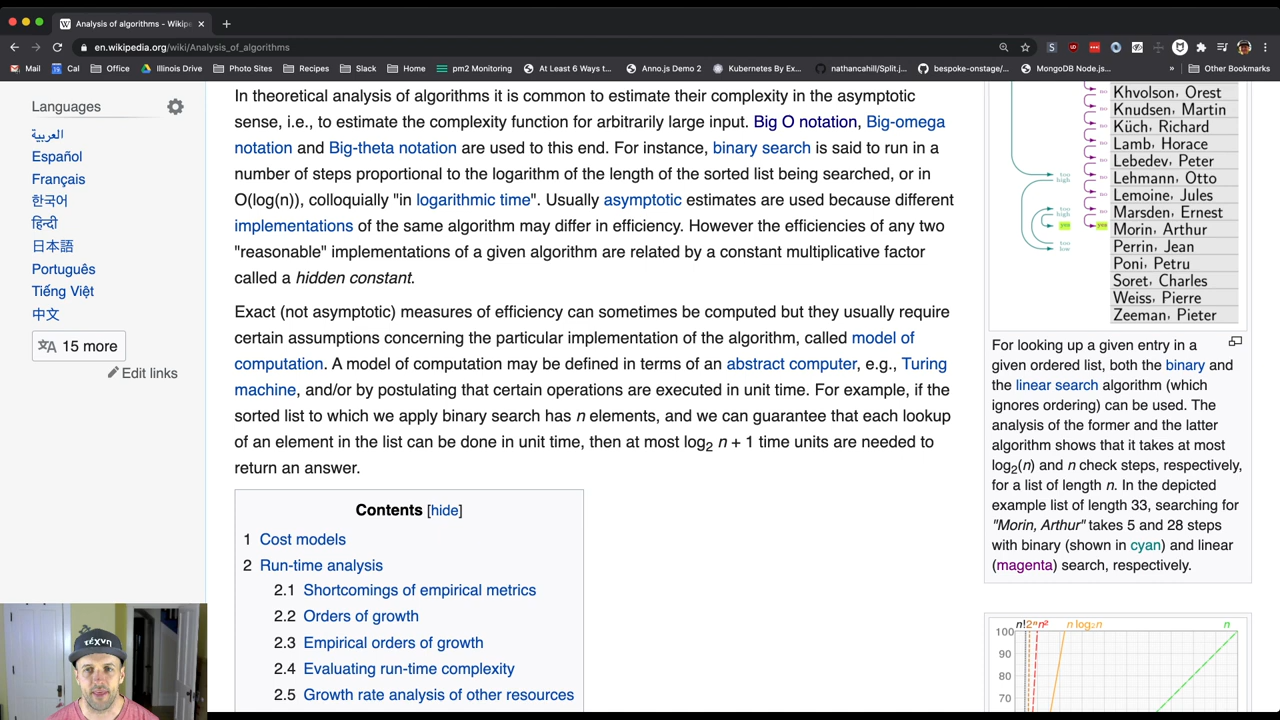 Analysis of algorithms - Wikipe
en.wikipedia.org/wiki/Analysis_of_algorithms
Mail Cal Office Illinois Drive Photo Sites Recipes Slack Home pm2 Monitoring At Least 6 Ways t... Anno.js Demo 2 Kubernetes By Ex... nathancahill/Split.j... bespoke-onstage/... MongoDB Node.js... » Other Bookmarks
Languages
العربية
Español
Français
한국어
हिन्दी
日本語
Português
Tiếng Việt
中文
15 more
Edit links
In theoretical analysis of algorithms it is common to estimate their complexity in the asymptotic
sense, i.e., to estimate the complexity function for arbitrarily large input. Big O notation, Big-omega
notation and Big-theta notation are used to this end. For instance, binary search is said to run in a
number of steps proportional to the logarithm of the length of the sorted list being searched, or in
O(log(n)), colloquially "in logarithmic time". Usually asymptotic estimates are used because different
implementations of the same algorithm may differ in efficiency. However the efficiencies of any two
"reasonable" implementations of a given algorithm are related by a constant multiplicative factor
called a hidden constant.
Exact (not asymptotic) measures of efficiency can sometimes be computed but they usually require
certain assumptions concerning the particular implementation of the algorithm, called model of
computation. A model of computation may be defined in terms of an abstract computer, e.g., Turing
machine, and/or by postulating that certain operations are executed in unit time. For example, if the
sorted list to which we apply binary search has n elements, and we can guarantee that each lookup
of an element in the list can be done in unit time, then at most log2 n + 1 time units are needed to
return an answer.
Contents [hide]
1 Cost models
2 Run-time analysis
2.1 Shortcomings of empirical metrics
2.2 Orders of growth
2.3 Empirical orders of growth
2.4 Evaluating run-time complexity
2.5 Growth rate analysis of other resources
Khvolson, Orest
Knudsen, Martin
Küch, Richard
Lamb, Horace
Lebedev, Peter
Lehmann, Otto
Lemoine, Jules
Marsden, Ernest
Morin, Arthur
Perrin, Jean
Poni, Petru
Soret, Charles
Weiss, Pierre
Zeeman, Pieter
too high
too high
yes
too low
no
no
no
no
no
no
no
no
yes
For looking up a given entry in a
given ordered list, both the binary and
the linear search algorithm (which
ignores ordering) can be used. The
analysis of the former and the latter
algorithm shows that it takes at most
log2(n) and n check steps, respectively,
for a list of length n. In the depicted
example list of length 33, searching for
"Morin, Arthur" takes 5 and 28 steps
with binary (shown in cyan) and linear
(magenta) search, respectively.
n! 2ⁿ n² n log₂n n
100
90
80
70
τέχνη